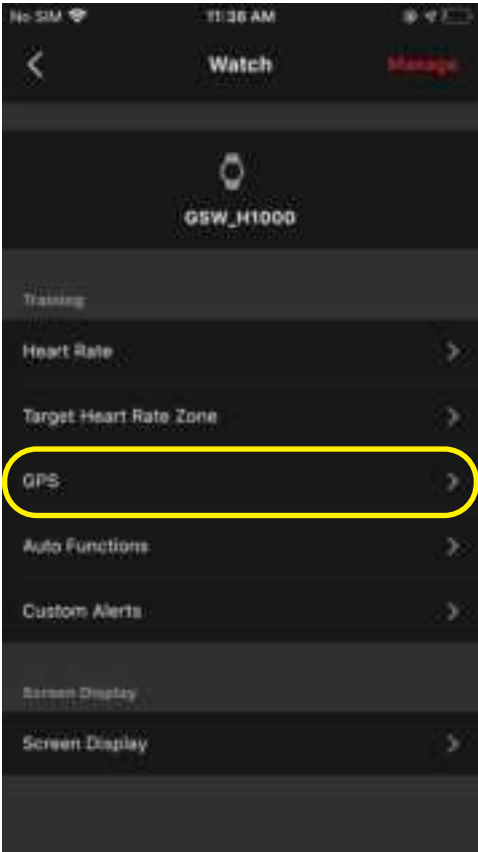 No SIM 11:36 AM
Watch Manage
GSW_H1000
Training
Heart Rate
Target Heart Rate Zone
GPS
Auto Functions
Custom Alerts
Screen Display
Screen Display